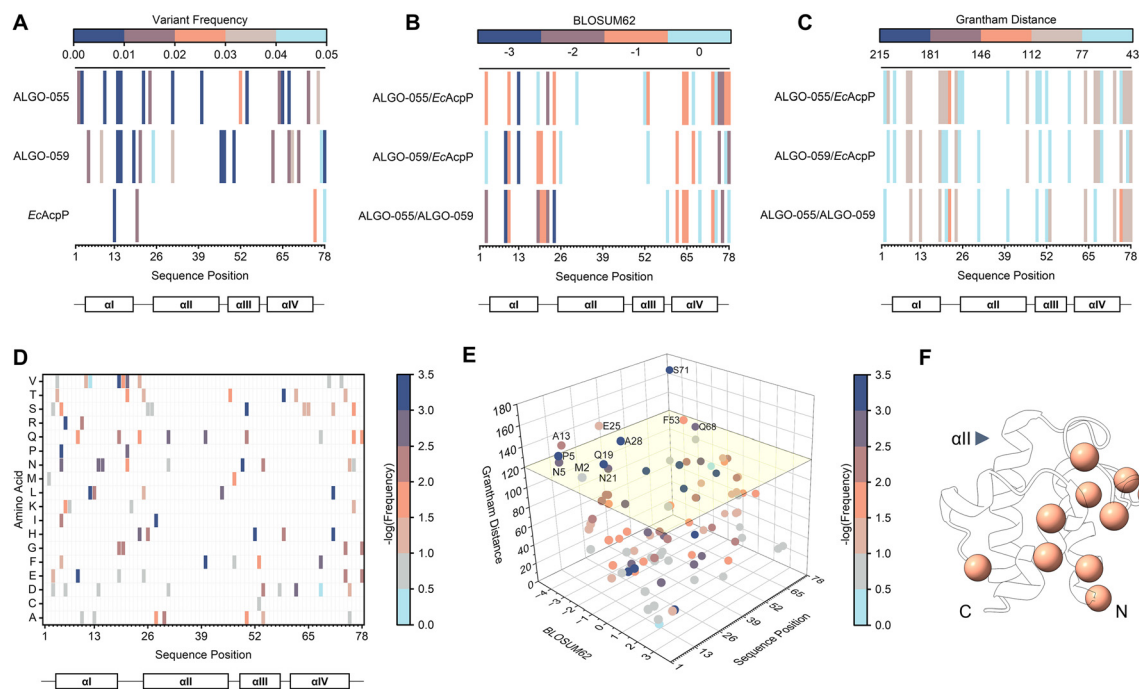 A
Variant Frequency
0.00 0.01 0.02 0.03 0.04 0.05
ALGO-055
ALGO-059
EcAcpP
1 13 26 39 52 65 78
Sequence Position
αI αII αIII αIV
B
BLOSUM62
-3 -2 -1 0
ALGO-055/EcAcpP
ALGO-059/EcAcpP
ALGO-055/ALGO-059
1 13 26 39 52 65 78
Sequence Position
αI αII αIII αIV
C
Grantham Distance
215 181 146 112 77 43
ALGO-055/EcAcpP
ALGO-059/EcAcpP
ALGO-055/ALGO-059
1 13 26 39 52 65 78
Sequence Position
αI αII αIII αIV
D
Amino Acid
V
T
S
R
Q
P
N
M
L
K
I
H
G
F
E
D
C
A
1 13 26 39 52 65 78
Sequence Position
αI αII αIII αIV
3.5
3.0
2.5
2.0
1.5
1.0
0.5
0.0
-log(Frequency)
E
Grantham Distance
180
160
140
120
100
80
60
40
20
0
S71
F53
Q68
E25
A28
A13
P5
N5
M2
Q19
N21
4 3 2 1 0 1 2 3
BLOSUM62
1 13 26 39 52 65 78
Sequence Position
3.5
3.0
2.5
2.0
1.5
1.0
0.5
0.0
-log(Frequency)
F
αII
C
N